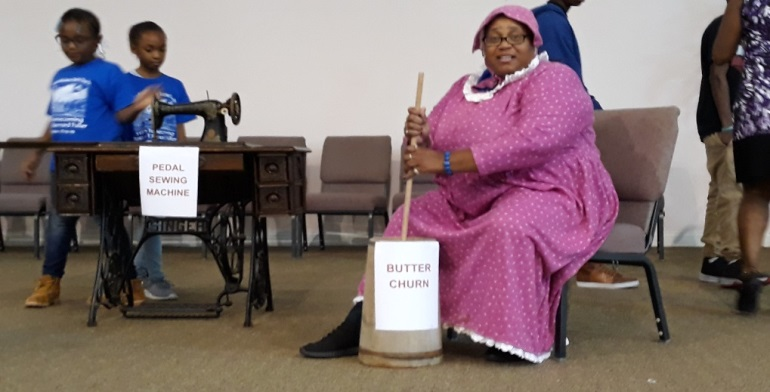 PEDAL
SEWING
MACHINE
SINGER
BUTTER
CHURN